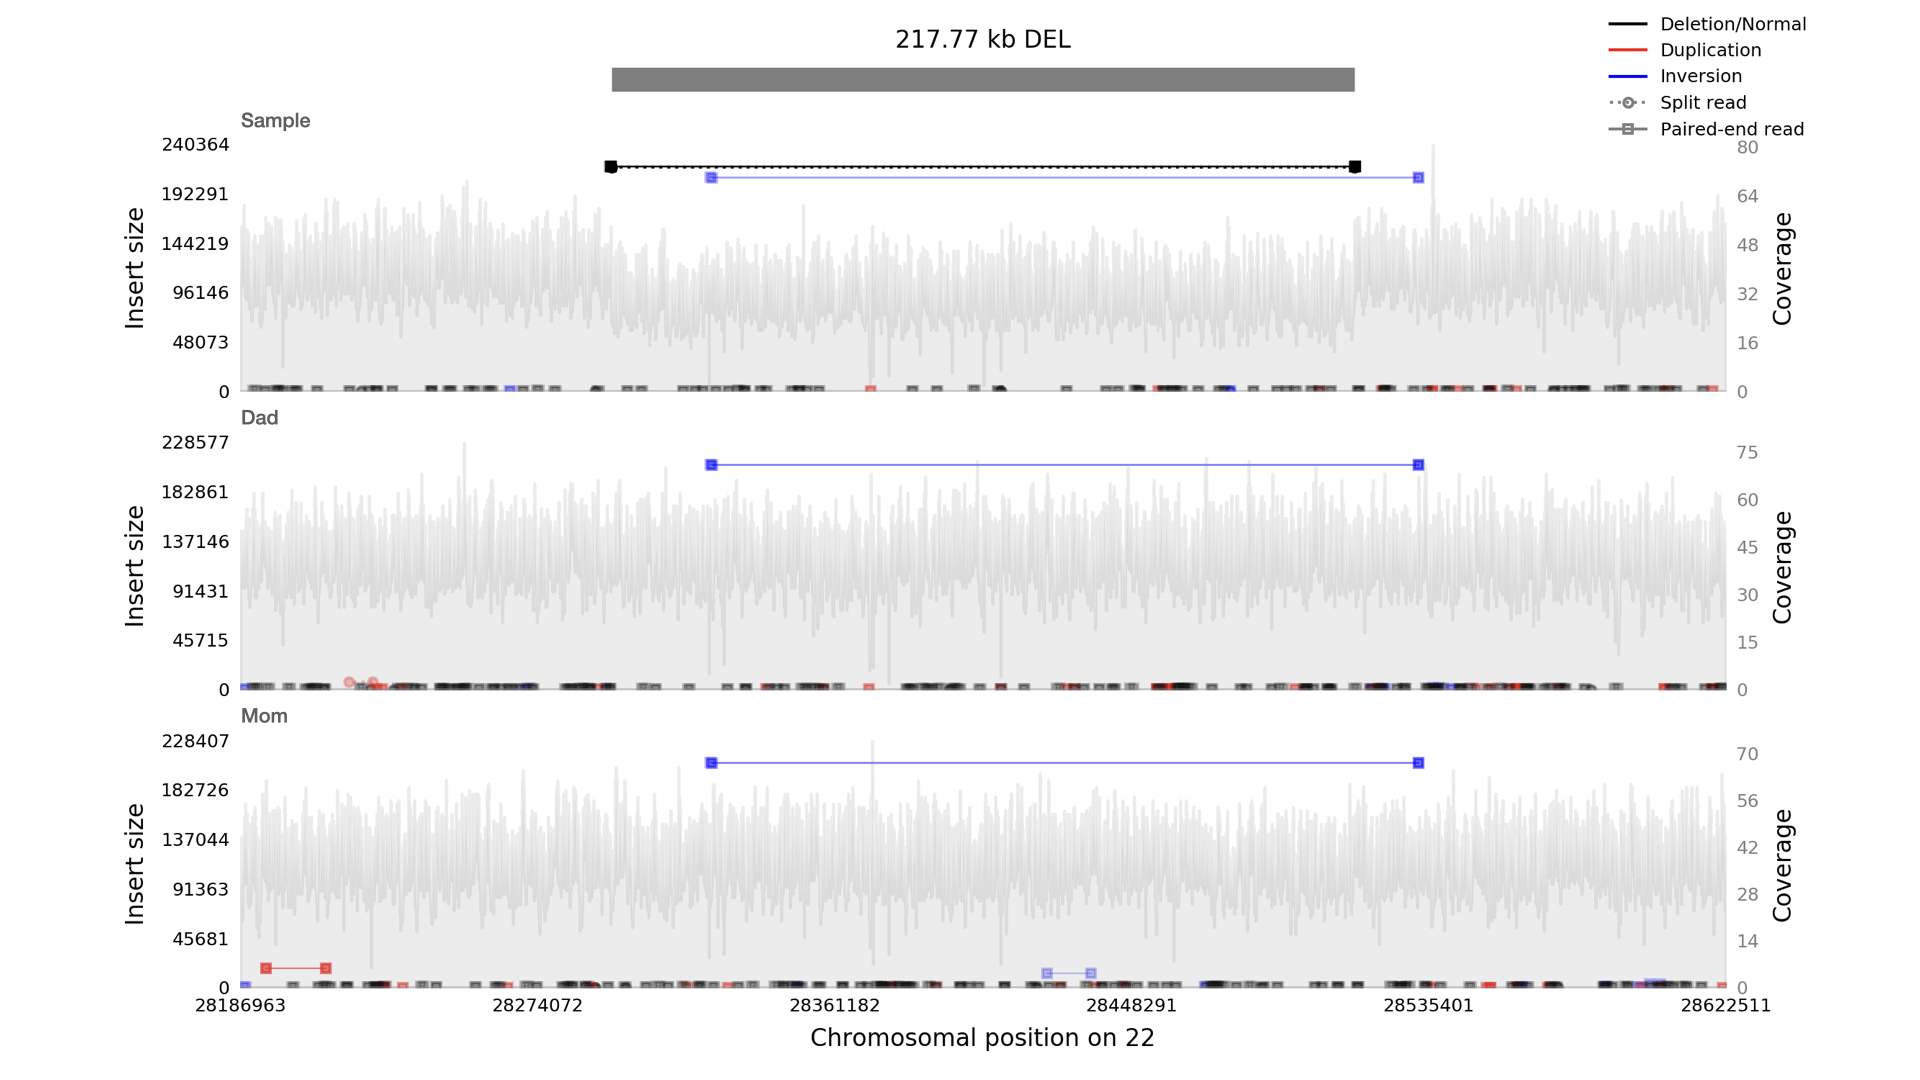 217.77 kb DEL
Deletion/Normal
Duplication
Inversion
Split read
Paired-end read
Sample
240364
192291
144219
96146
48073
0
Insert size
80
64
48
32
16
0
Coverage
Dad
228577
182861
137146
91431
45715
0
Insert size
75
60
45
30
15
0
Coverage
Mom
228407
182726
137044
91363
45681
0
Insert size
70
56
42
28
14
0
Coverage
28186963 28274072 28361182 28448291 28535401 28622511
Chromosomal position on 22